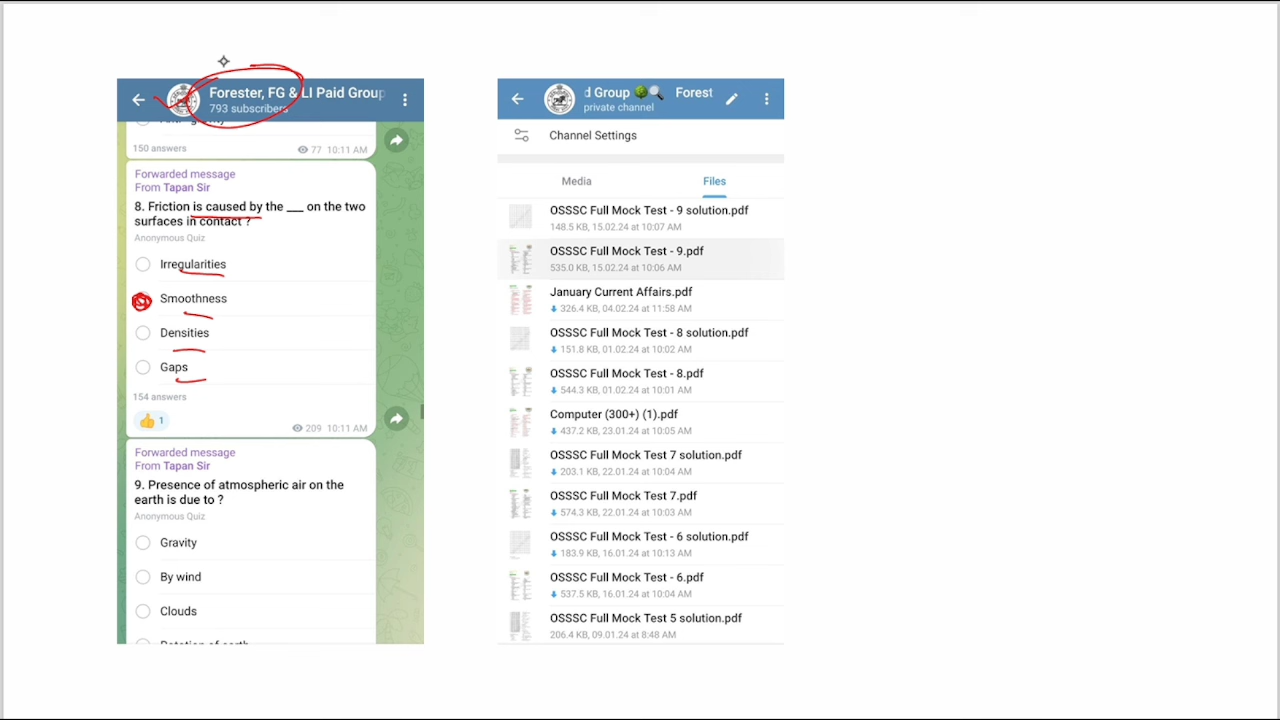 Forester, FG & LI Paid Group
793 subscribers
150 answers
77 10:11 AM
Forwarded message
From Tapan Sir
8. Friction is caused by the ___ on the two
surfaces in contact ?
Anonymous Quiz
Irregularities
Smoothness
Densities
Gaps
154 answers
👍 1
209 10:11 AM
Forwarded message
From Tapan Sir
9. Presence of atmospheric air on the
earth is due to ?
Anonymous Quiz
Gravity
By wind
Clouds
Rotation of earth
d Group 🌳🔍 Forest
private channel
Channel Settings
Media Files
OSSSC Full Mock Test - 9 solution.pdf
148.5 KB, 15.02.24 at 10:07 AM
OSSSC Full Mock Test - 9.pdf
535.0 KB, 15.02.24 at 10:06 AM
January Current Affairs.pdf
326.4 KB, 04.02.24 at 11:58 AM
OSSSC Full Mock Test - 8 solution.pdf
151.8 KB, 01.02.24 at 10:02 AM
OSSSC Full Mock Test - 8.pdf
544.3 KB, 01.02.24 at 10:01 AM
Computer (300+) (1).pdf
437.2 KB, 23.01.24 at 10:05 AM
OSSSC Full Mock Test 7 solution.pdf
203.1 KB, 22.01.24 at 10:04 AM
OSSSC Full Mock Test 7.pdf
574.3 KB, 22.01.24 at 10:03 AM
OSSSC Full Mock Test - 6 solution.pdf
183.9 KB, 16.01.24 at 10:13 AM
OSSSC Full Mock Test - 6.pdf
537.5 KB, 16.01.24 at 10:04 AM
OSSSC Full Mock Test 5 solution.pdf
206.4 KB, 09.01.24 at 8:48 AM